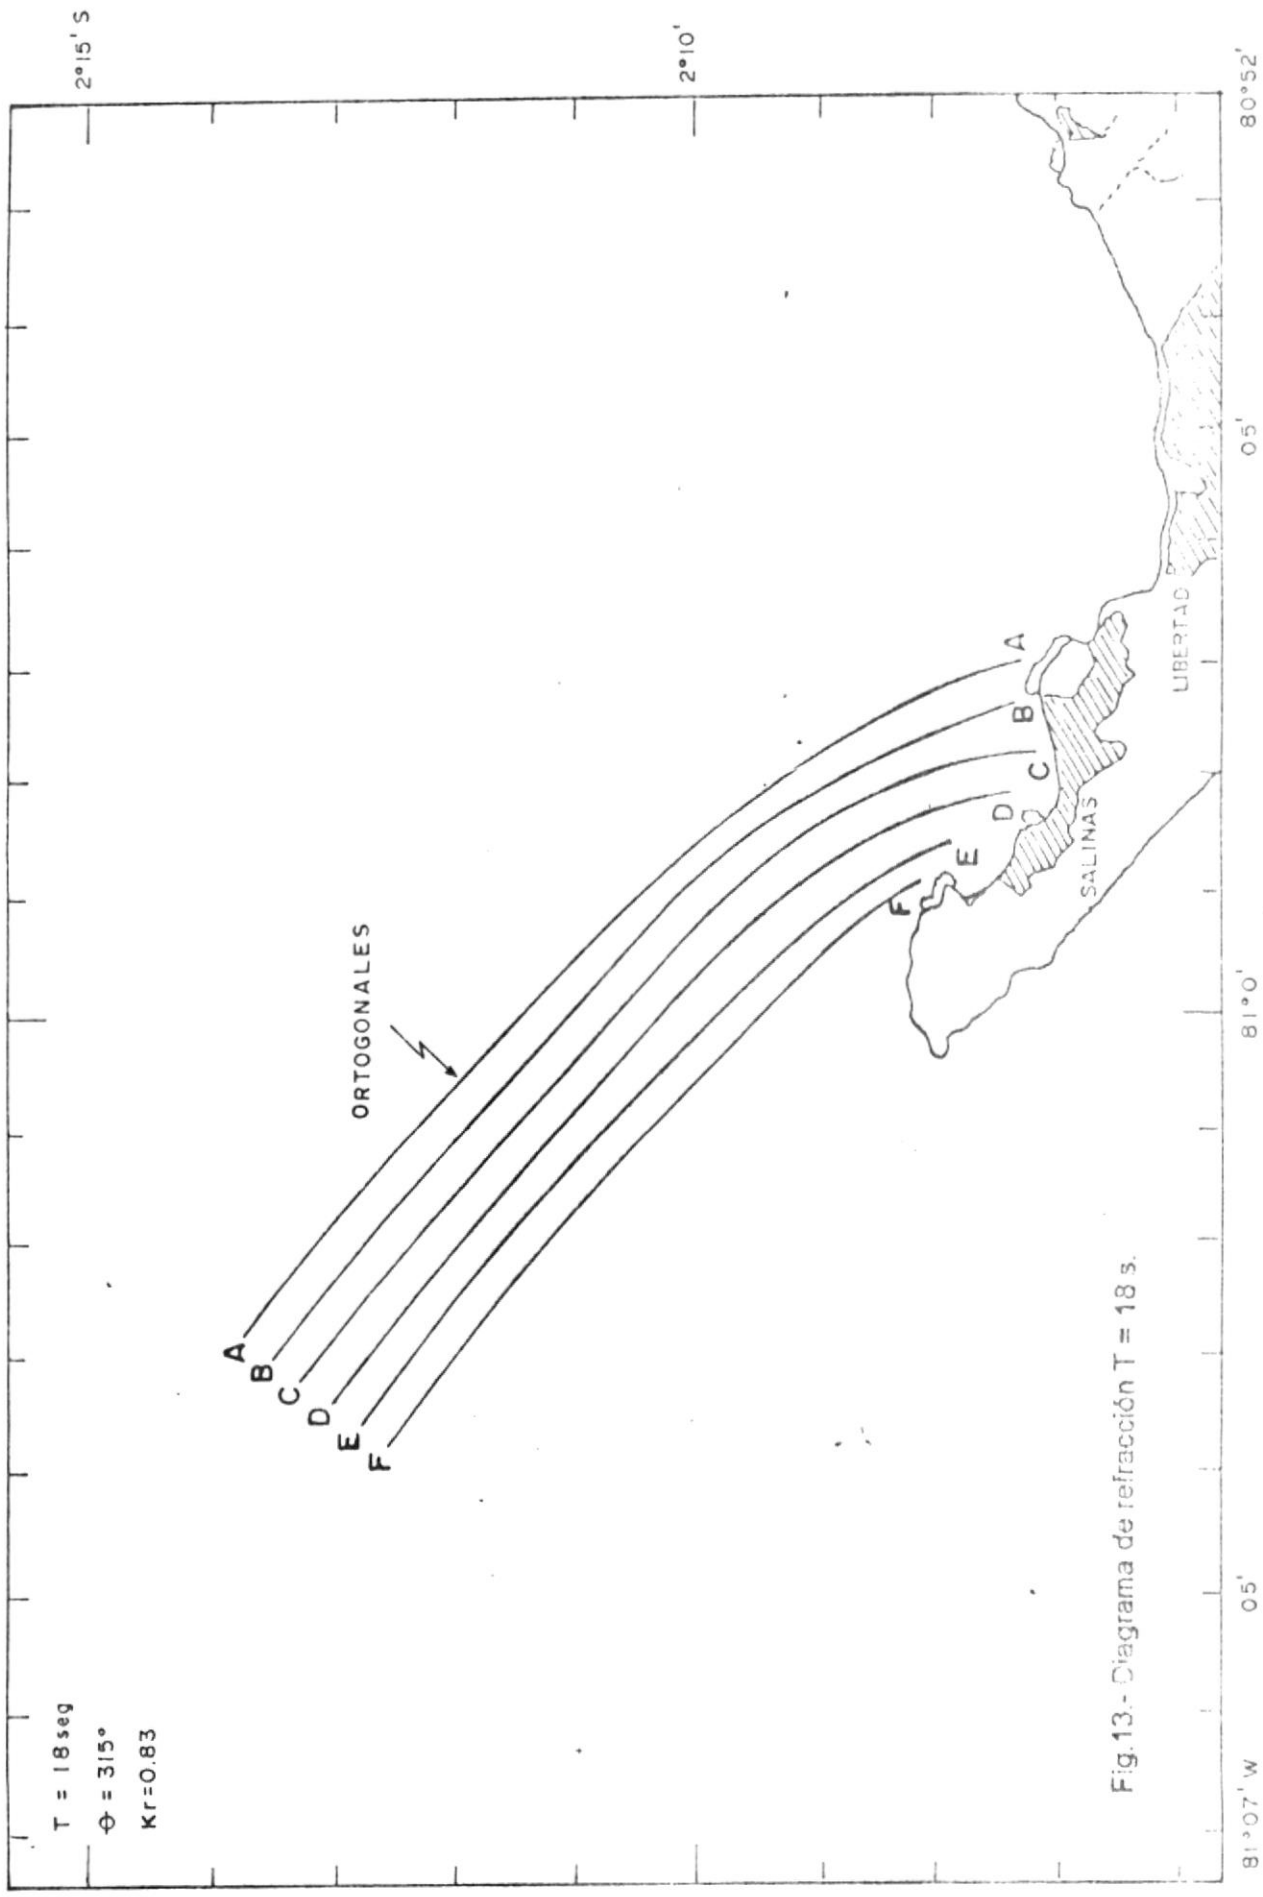 T = 18 seg
Φ = 315°
Kr=0.83
2°15' S
2°10'
ORTOGONALES
A
B
C
D
E
F
F
E
D
C
B
A
SALINAS
LIBERTAD
Fig.13.- Diagrama de refracción T = 18 s.
81°07' W
05'
81°0'
05'
80°52'